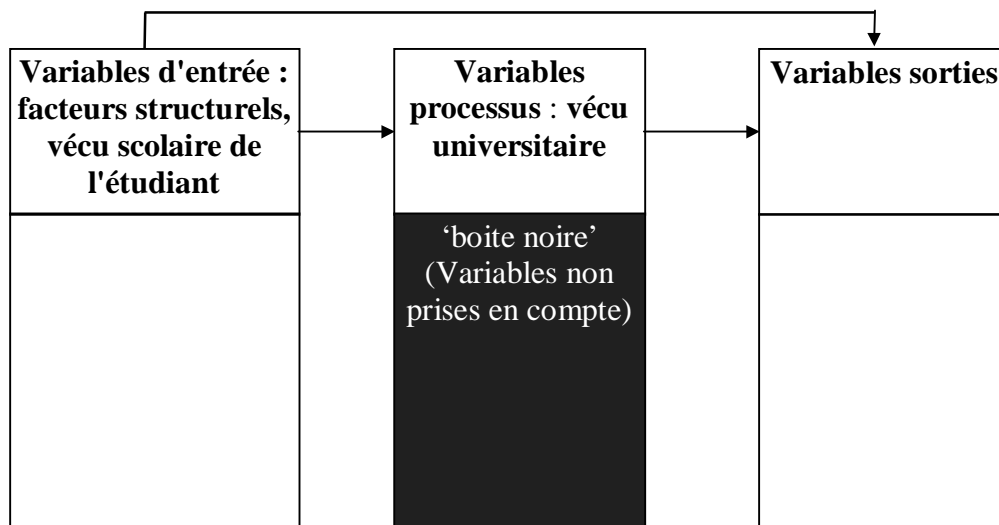 Variables d'entrée :
facteurs structurels,
vécu scolaire de
l'étudiant
Variables
processus : vécu
universitaire
Variables sorties
‘boite noire’
(Variables non
prises en compte)